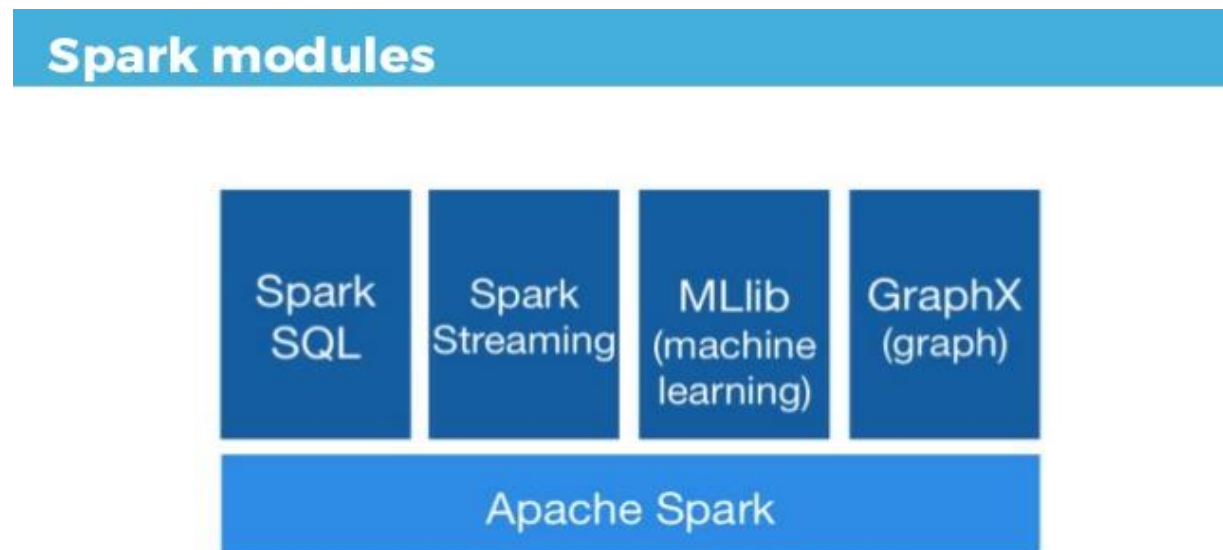 Spark modules
Spark
SQL
Spark
Streaming
MLlib
(machine
learning)
GraphX
(graph)
Apache Spark